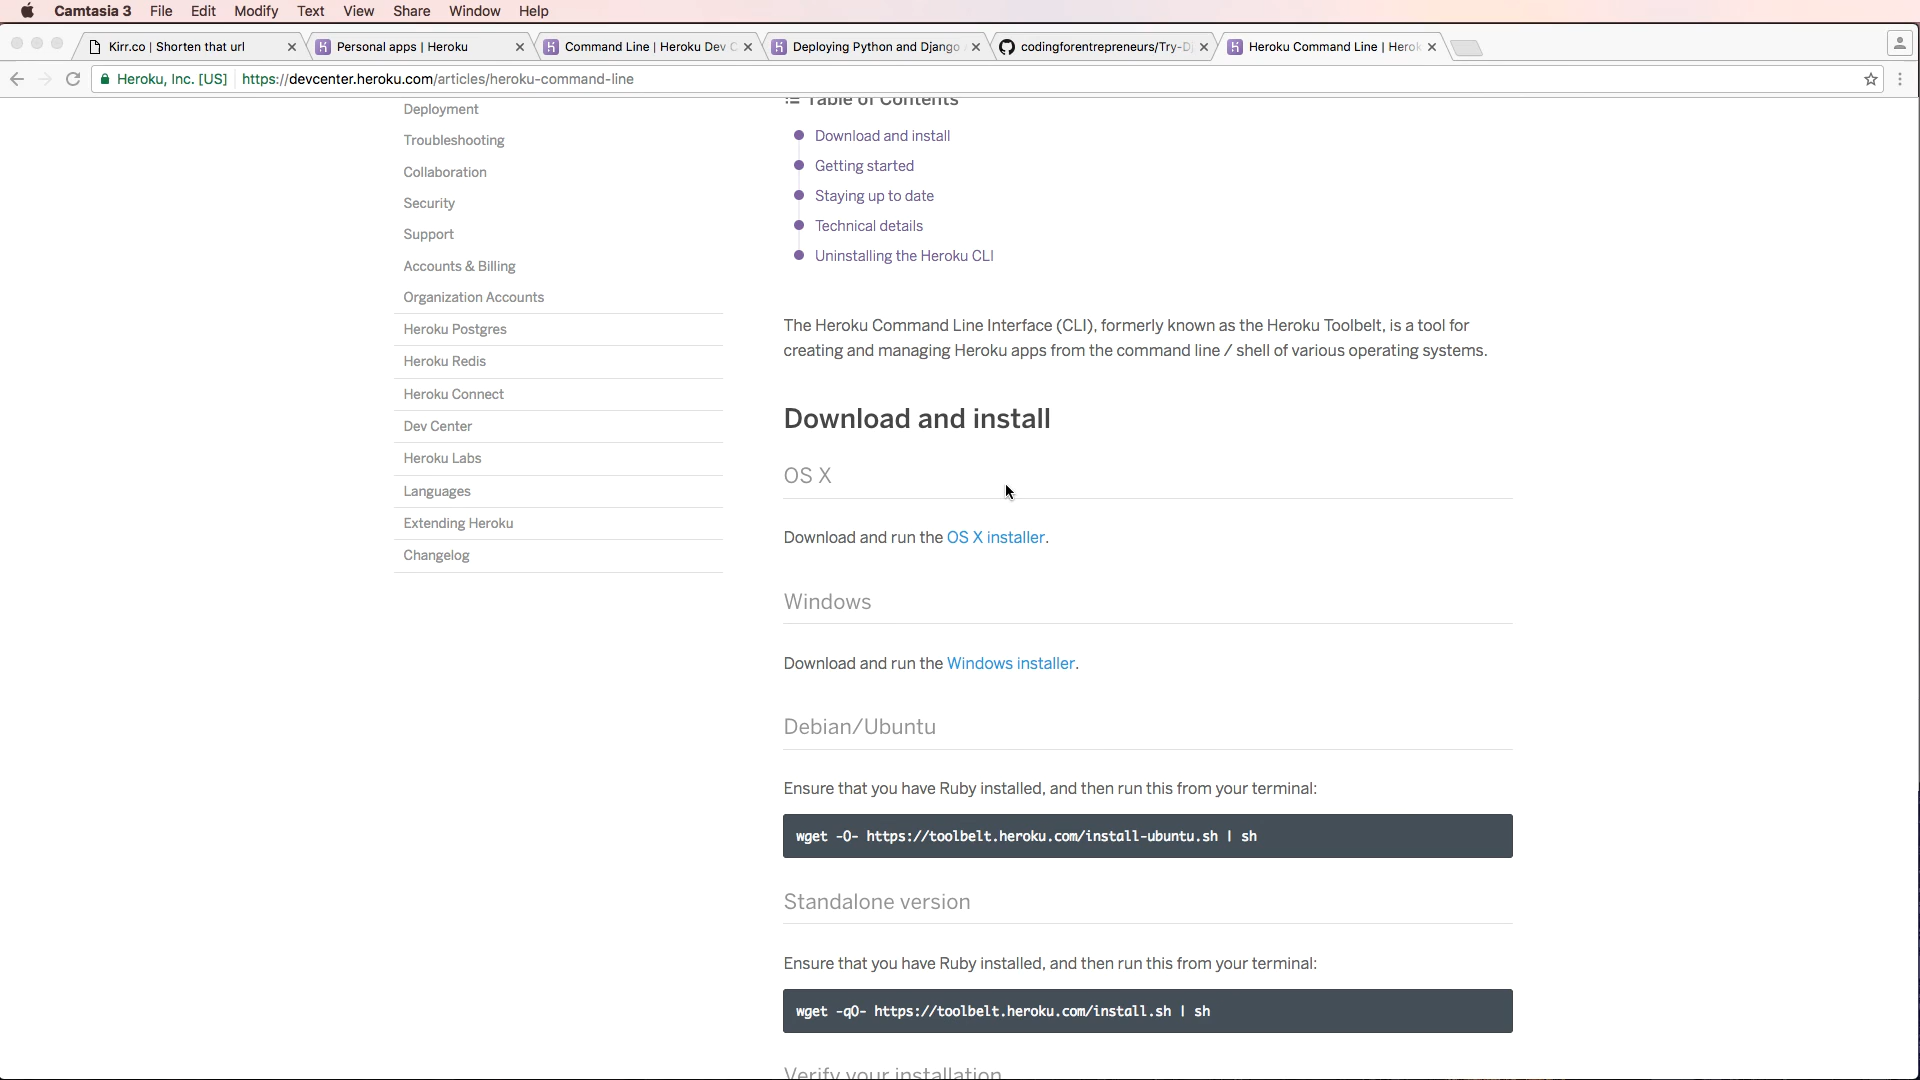 Camtasia 3 File Edit Modify Text View Share Window Help
Kirr.co | Shorten that url
Personal apps | Heroku
Command Line | Heroku Dev C
Deploying Python and Django
codingforentrepreneurs/Try-D
Heroku Command Line | Herok
Heroku, Inc. [US] https://devcenter.heroku.com/articles/heroku-command-line
Deployment
Troubleshooting
Collaboration
Security
Support
Accounts & Billing
Organization Accounts
Heroku Postgres
Heroku Redis
Heroku Connect
Dev Center
Heroku Labs
Languages
Extending Heroku
Changelog
Table of Contents
Download and install
Getting started
Staying up to date
Technical details
Uninstalling the Heroku CLI
The Heroku Command Line Interface (CLI), formerly known as the Heroku Toolbelt, is a tool for
creating and managing Heroku apps from the command line / shell of various operating systems.
Download and install
OS X
Download and run the OS X installer.
Windows
Download and run the Windows installer.
Debian/Ubuntu
Ensure that you have Ruby installed, and then run this from your terminal:
wget -O- https://toolbelt.heroku.com/install-ubuntu.sh | sh
Standalone version
Ensure that you have Ruby installed, and then run this from your terminal:
wget -qO- https://toolbelt.heroku.com/install.sh | sh
Verify your installation